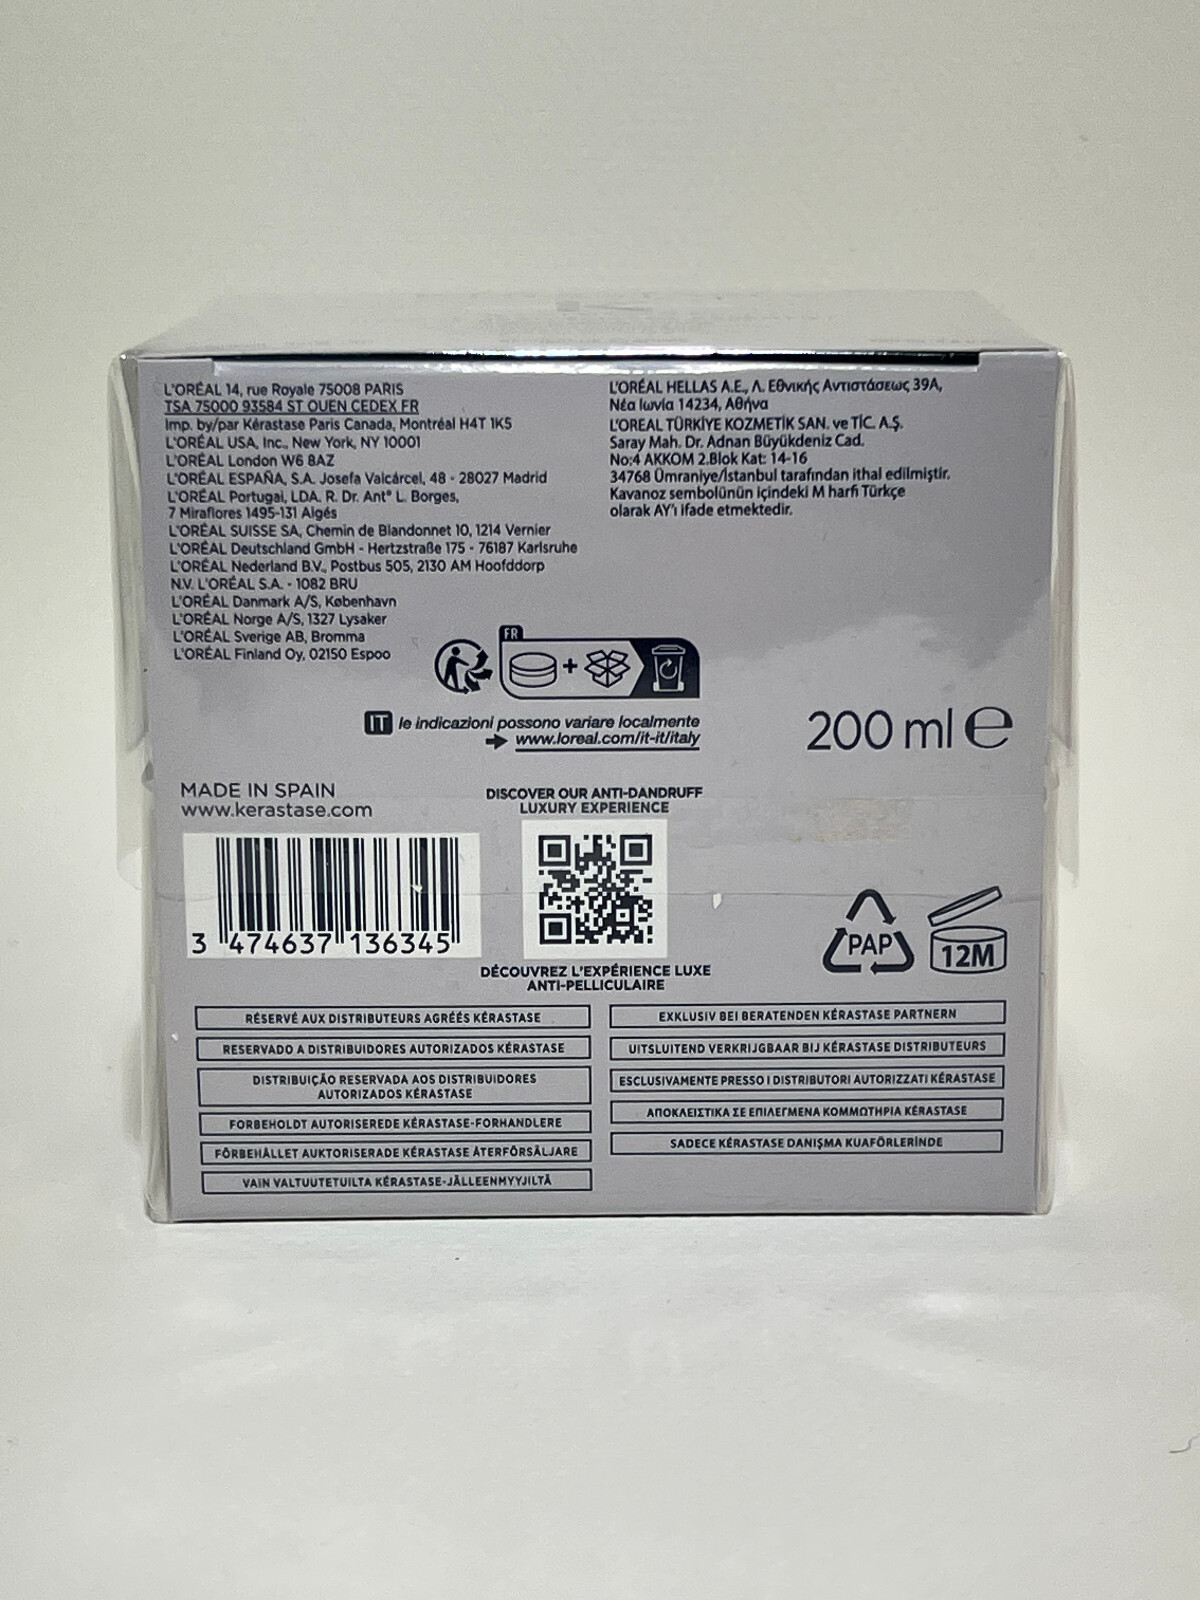 L'ORÉAL 14, rue Royale 75008 PARIS
TSA 75000 93584 ST OUEN CEDEX FR
Imp. by/par Kérastase Paris Canada, Montréal H4T 1K5
L'ORÉAL USA, Inc., New York, NY 10001
L'ORÉAL London W6 8AZ
L'ORÉAL ESPAÑA, S.A. Josefa Valcárcel, 48 - 28027 Madrid
L'ORÉAL Portugal, LDA. R. Dr. Antº L. Borges,
7 Miraflores 1495-131 Algés
L'ORÉAL SUISSE SA, Chemin de Blandonnet 10, 1214 Vernier
L'ORÉAL Deutschland GmbH - Hertzstraße 175 - 76187 Karlsruhe
L'ORÉAL Nederland B.V., Postbus 505, 2130 AM Hoofddorp
N.V. L'ORÉAL S.A. - 1082 BRU
L'ORÉAL Danmark A/S, København
L'ORÉAL Norge A/S, 1327 Lysaker
L'ORÉAL Sverige AB, Bromma
L'ORÉAL Finland Oy, 02150 Espoo
L'ORÉAL HELLAS A.E., Λ. Εθνικής Αντιστάσεως 39Α,
Νέα Ιωνία 14234, Αθήνα
L'OREAL TÜRKİYE KOZMETİK SAN. ve TİC. A.Ş.
Saray Mah. Dr. Adnan Büyükdeniz Cad.
No:4 AKKOM 2.Blok Kat: 14-16
34768 Ümraniye/İstanbul tarafından ithal edilmiştir.
Kavanoz sembolünün içindeki M harfi Türkçe
olarak AY'ı ifade etmektedir.
FR
+
IT le indicazioni possono variare localmente
www.loreal.com/it-it/italy
200 ml e
MADE IN SPAIN
www.kerastase.com
DISCOVER OUR ANTI-DANDRUFF
LUXURY EXPERIENCE
3 474637 136345
DÉCOUVREZ L'EXPÉRIENCE LUXE
ANTI-PELLICULAIRE
PAP
12M
RÉSERVÉ AUX DISTRIBUTEURS AGRÉÉS KÉRASTASE
RESERVADO A DISTRIBUIDORES AUTORIZADOS KÉRASTASE
DISTRIBUIÇÃO RESERVADA AOS DISTRIBUIDORES
AUTORIZADOS KÉRASTASE
FORBEHOLDT AUTORISEREDE KÉRASTASE-FORHANDLERE
FÖRBEHÅLLET AUKTORISERADE KÉRASTASE ÅTERFÖRSÄLJARE
VAIN VALTUUTETUILTA KÉRASTASE-JÄLLEENMYYJILTÄ
EXKLUSIV BEI BERATENDEN KÉRASTASE PARTNERN
UITSLUITEND VERKRIJGBAAR BIJ KÉRASTASE DISTRIBUTEURS
ESCLUSIVAMENTE PRESSO I DISTRIBUTORI AUTORIZZATI KÉRASTASE
ΑΠΟΚΛΕΙΣΤΙΚΑ ΣΕ ΕΠΙΛΕΓΜΕΝΑ ΚΟΜΜΩΤΗΡΙΑ KÉRASTASE
SADECE KÉRASTASE DANIŞMA KUAFÖRLERİNDE